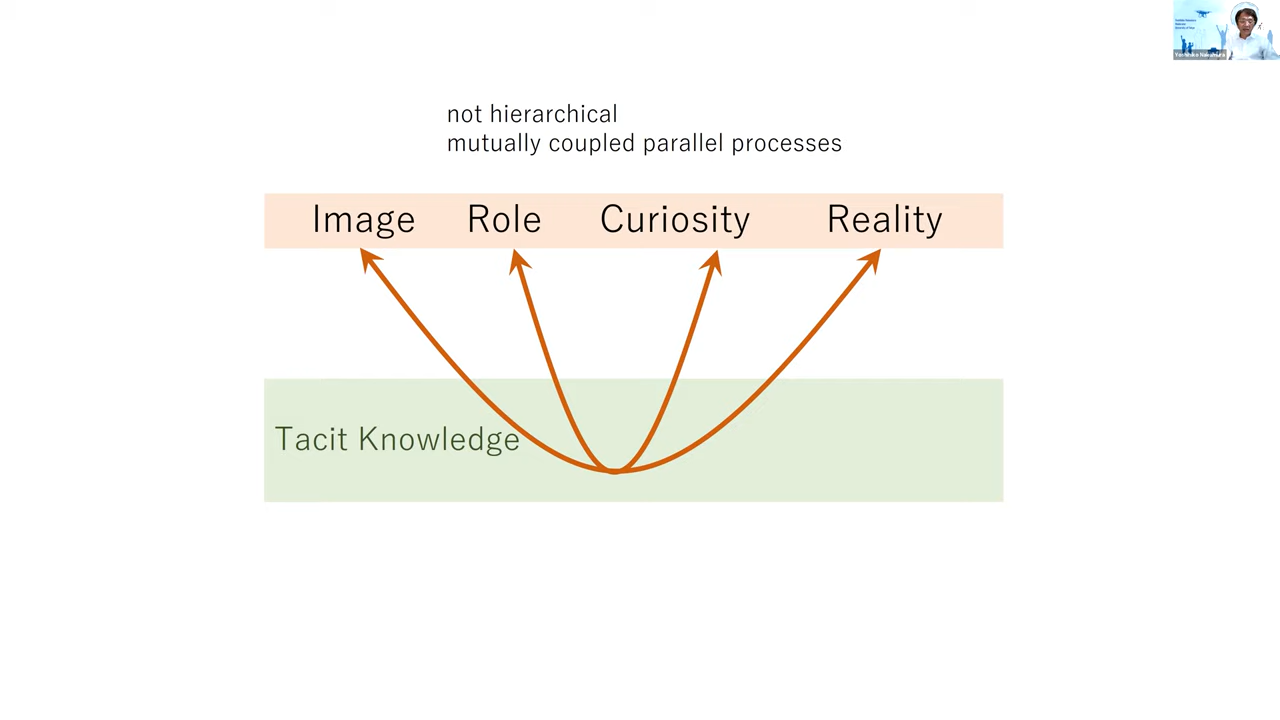 not hierarchical
mutually coupled parallel processes
Image Role Curiosity Reality
Tacit Knowledge